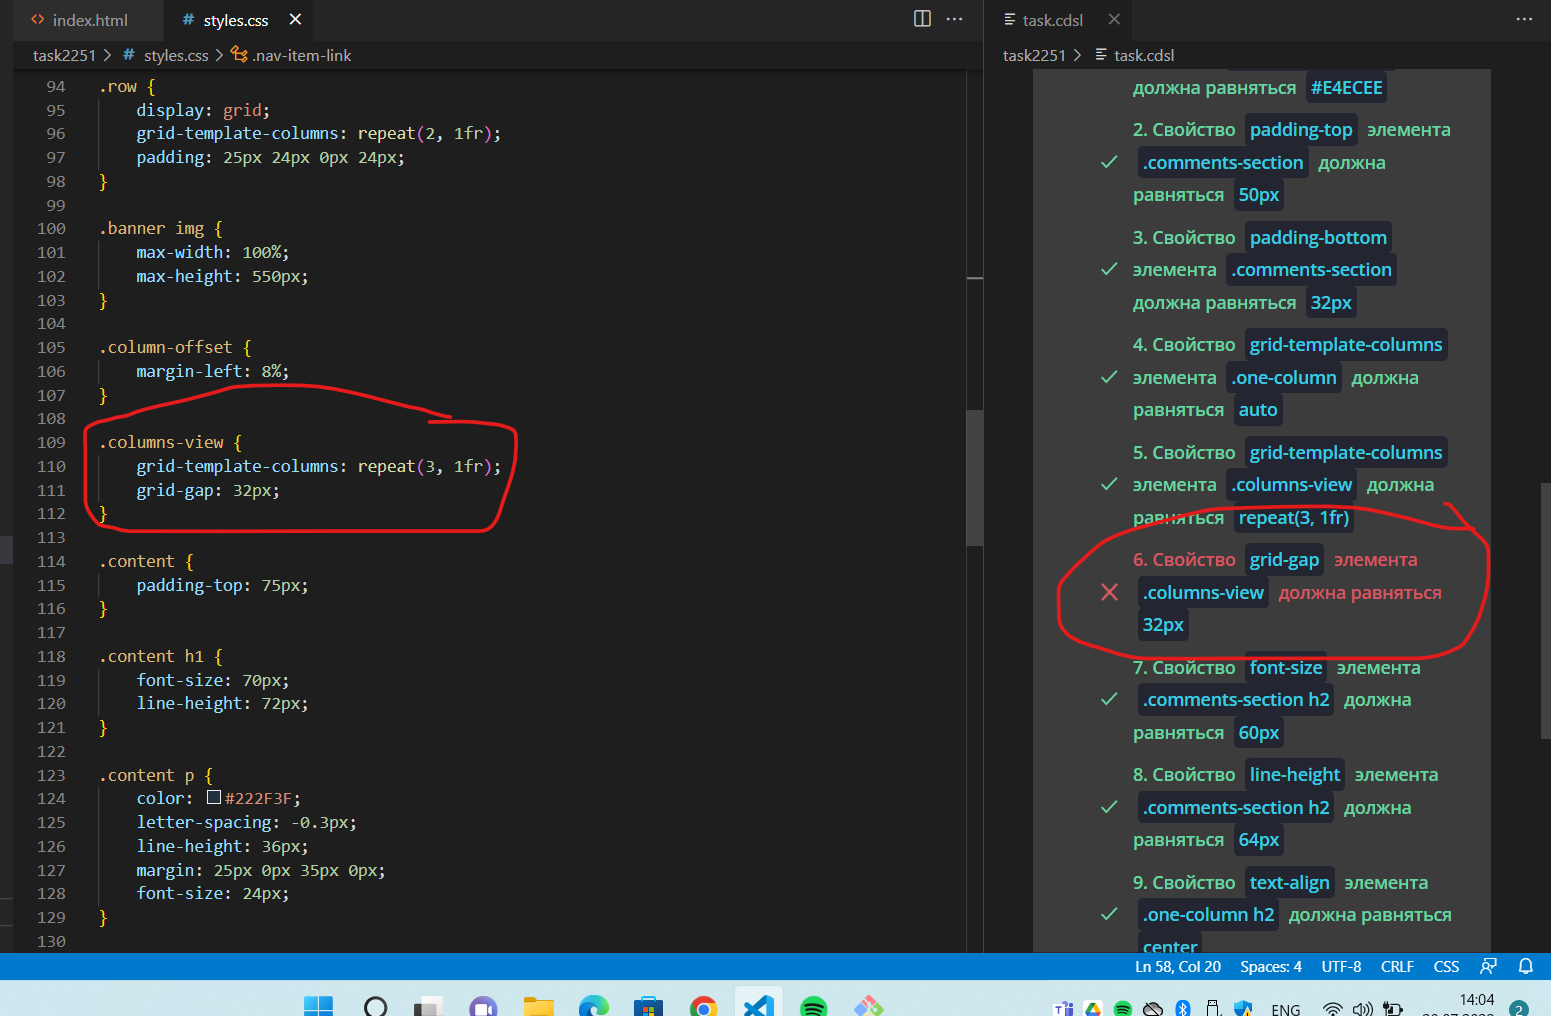 index.html
styles.css
task2251 > styles.css > .nav-item-link
94 .row {
95 display: grid;
96 grid-template-columns: repeat(2, 1fr);
97 padding: 25px 24px 0px 24px;
98 }
99
100 .banner img {
101 max-width: 100%;
102 max-height: 550px;
103 }
104
105 .column-offset {
106 margin-left: 8%;
107 }
108
109 .columns-view {
110 grid-template-columns: repeat(3, 1fr);
111 grid-gap: 32px;
112 }
113
114 .content {
115 padding-top: 75px;
116 }
117
118 .content h1 {
119 font-size: 70px;
120 line-height: 72px;
121 }
122
123 .content p {
124 color: #222F3F;
125 letter-spacing: -0.3px;
126 line-height: 36px;
127 margin: 25px 0px 35px 0px;
128 font-size: 24px;
129 }
130
task.cdsl
task2251 > task.cdsl
должна равняться #E4ECEE
2. Свойство padding-top элемента
.comments-section должна
равняться 50px
3. Свойство padding-bottom
элемента .comments-section
должна равняться 32px
4. Свойство grid-template-columns
элемента .one-column должна
равняться auto
5. Свойство grid-template-columns
элемента .columns-view должна
равняться repeat(3, 1fr)
6. Свойство grid-gap элемента
.columns-view должна равняться
32px
7. Свойство font-size элемента
.comments-section h2 должна
равняться 60px
8. Свойство line-height элемента
.comments-section h2 должна
равняться 64px
9. Свойство text-align элемента
.one-column h2 должна равняться
center
Ln 58, Col 20 Spaces: 4 UTF-8 CRLF CSS
ENG 14:04
2